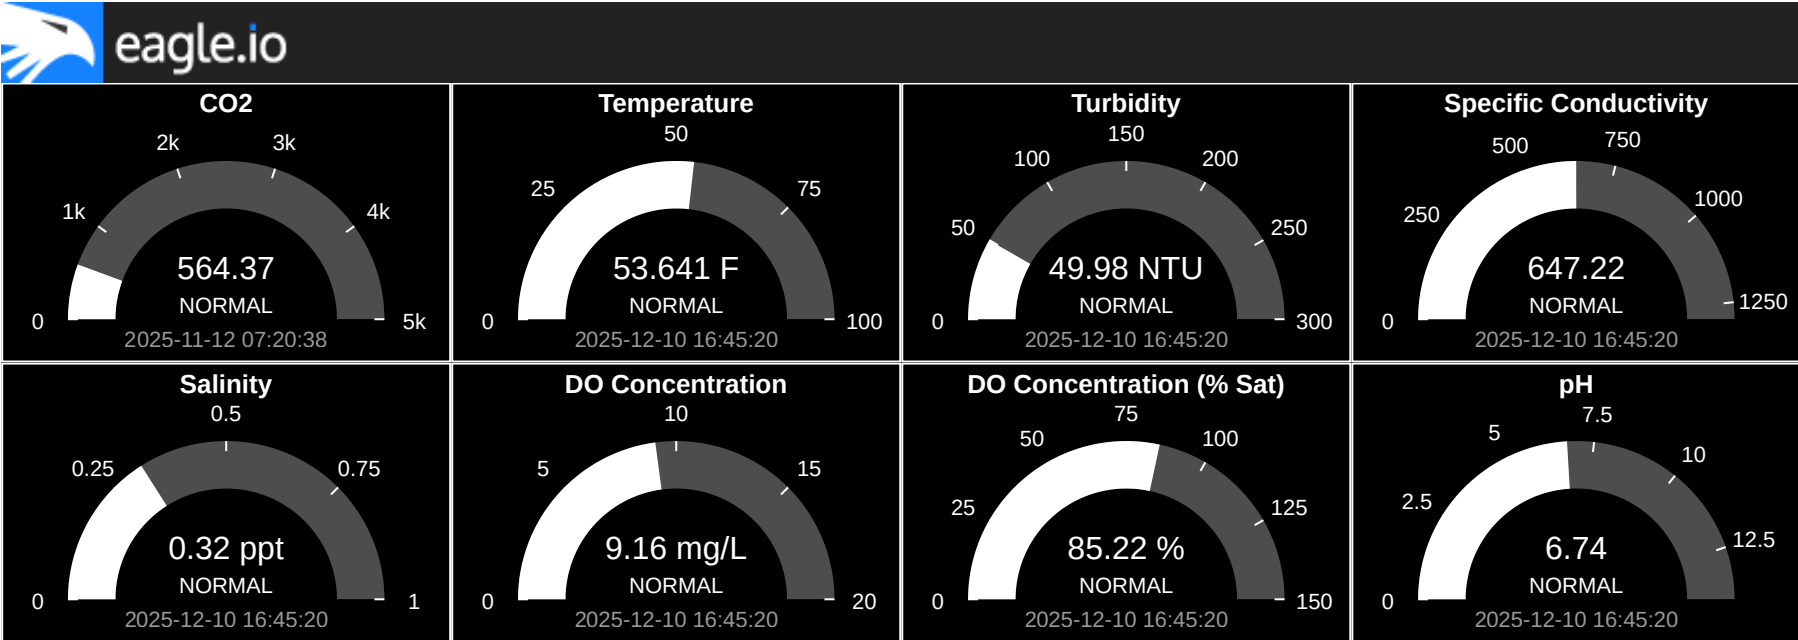 eagle.io
CO2
2k
3k
1k
4k
564.37
NORMAL
0
5k
2025-11-12 07:20:38
Temperature
50
25
75
53.641 F
NORMAL
0
100
2025-12-10 16:45:20
Turbidity
150
100
200
50
250
49.98 NTU
NORMAL
0
300
2025-12-10 16:45:20
Specific Conductivity
750
500
1000
250
647.22
1250
NORMAL
0
2025-12-10 16:45:20
Salinity
0.5
0.25
0.75
0.32 ppt
NORMAL
0
1
2025-12-10 16:45:20
DO Concentration
10
5
15
9.16 mg/L
NORMAL
0
20
2025-12-10 16:45:20
DO Concentration (% Sat)
75
50
100
25
125
85.22 %
NORMAL
0
150
2025-12-10 16:45:20
pH
7.5
5
10
2.5
12.5
6.74
NORMAL
0
2025-12-10 16:45:20